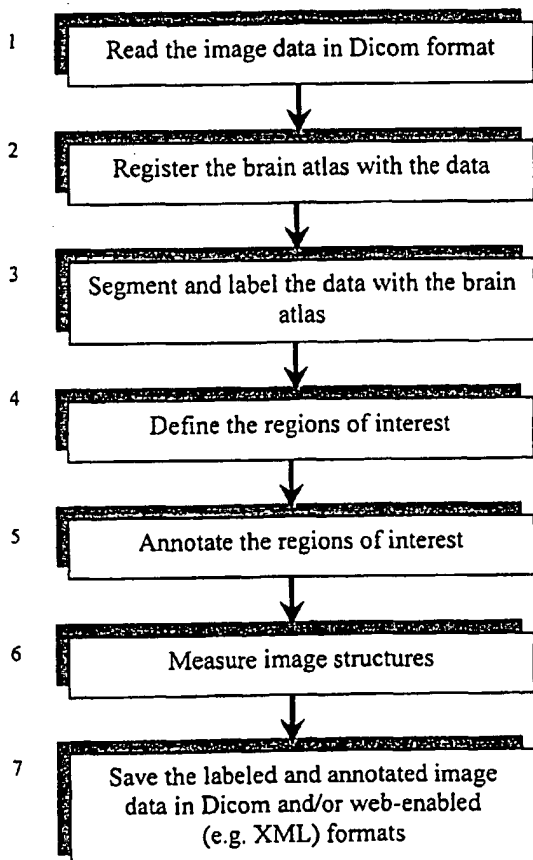 1
Read the image data in Dicom format
2
Register the brain atlas with the data
3
Segment and label the data with the brain
atlas
4
Define the regions of interest
5
Annotate the regions of interest
6
Measure image structures
7
Save the labeled and annotated image
data in Dicom and/or web-enabled
(e.g. XML) formats